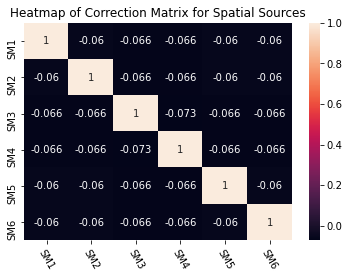 Heatmap of Correction Matrix for Spatial Sources
SM1 1 -0.06 -0.066 -0.066 -0.06 -0.06
SM2 -0.06 1 -0.066 -0.066 -0.06 -0.06
SM3 -0.066 -0.066 1 -0.073 -0.066 -0.066
SM4 -0.066 -0.066 -0.073 1 -0.066 -0.066
SM5 -0.06 -0.06 -0.066 -0.066 1 -0.06
SM6 -0.06 -0.06 -0.066 -0.066 -0.06 1
SM1 SM2 SM3 SM4 SM5 SM6
1.0
0.8
0.6
0.4
0.2
0.0